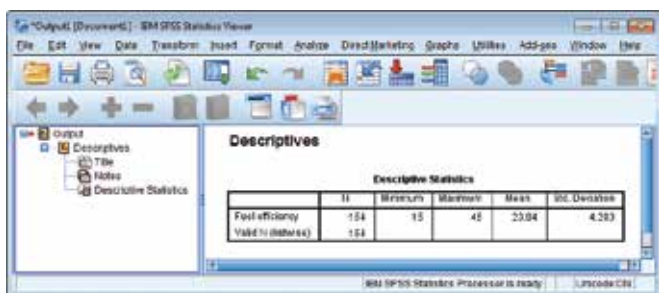 *Output1 [Document1] - IBM SPSS Statistics Viewer
File Edit View Data Transform Insert Format Analyze Direct Marketing Graphs Utilities Add-ons Window Help
Output
Descriptives
Title
Notes
Descriptive Statistics
Descriptives
Descriptive Statistics
N Minimum Maximum Mean Std. Deviation
Fuel efficiency 154 15 45 23.84 4.283
Valid N (listwise) 154
IBM SPSS Statistics Processor is ready Unicode:ON